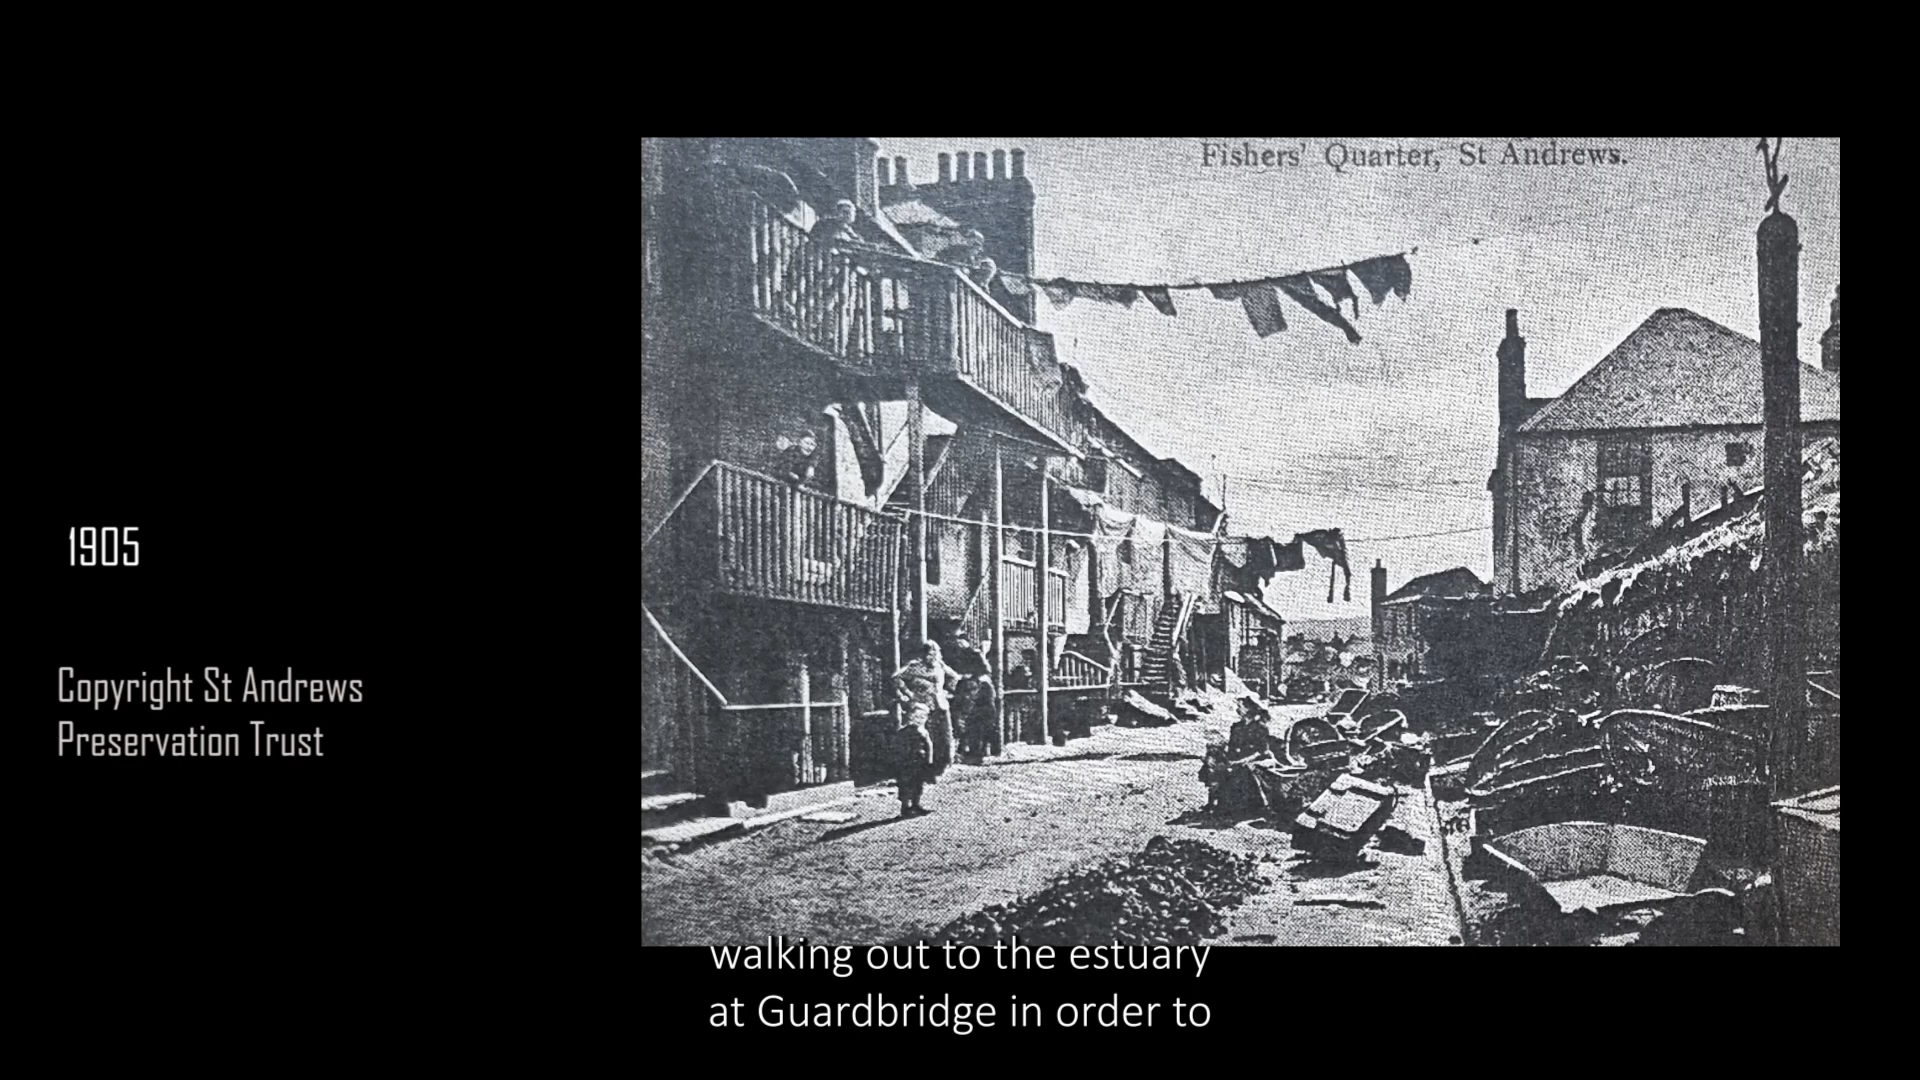 Fishers' Quarter, St Andrews.
1905
Copyright St Andrews
Preservation Trust
walking out to the estuary
at Guardbridge in order to